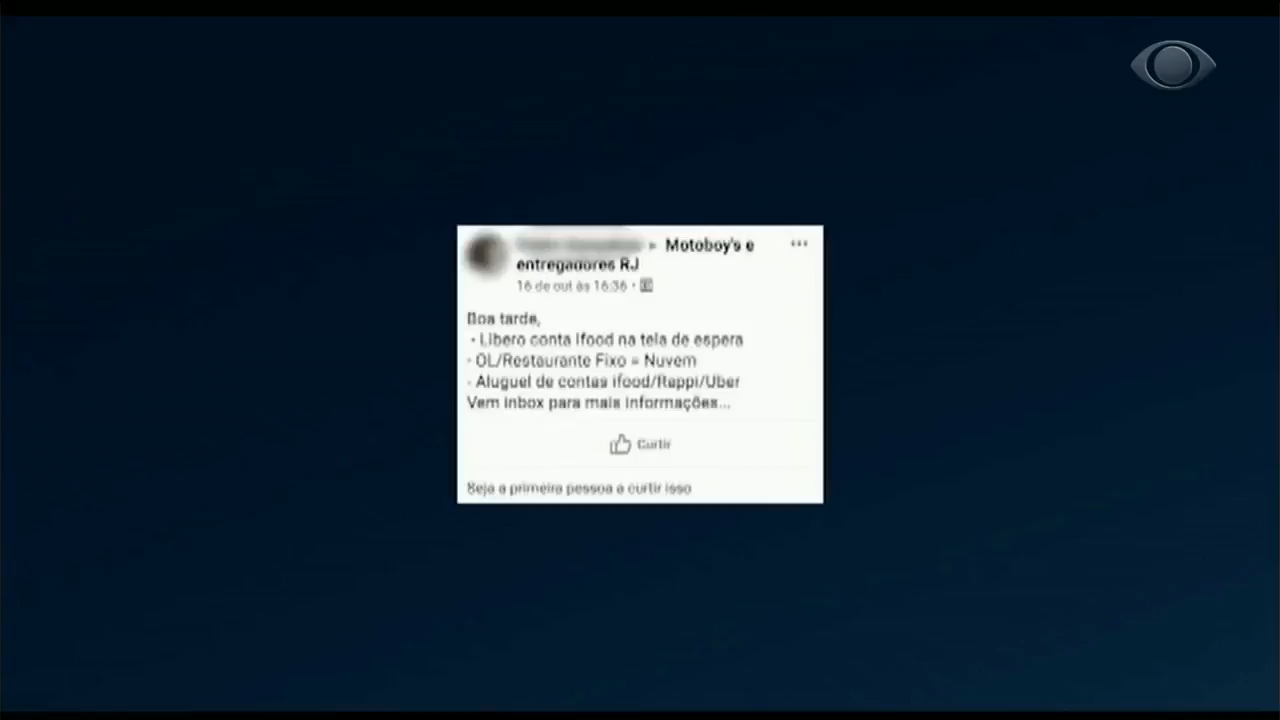 Motoboy's e
entregadores RJ
16 de out às 16:36 •
Boa tarde,
- Libero conta Ifood na tela de espera
- OL/Restaurante Fixo = Nuvem
- Aluguel de contas ifood/Rappi/Uber
Vem inbox para mais informações...
Curtir
Seja a primeira pessoa a curtir isso